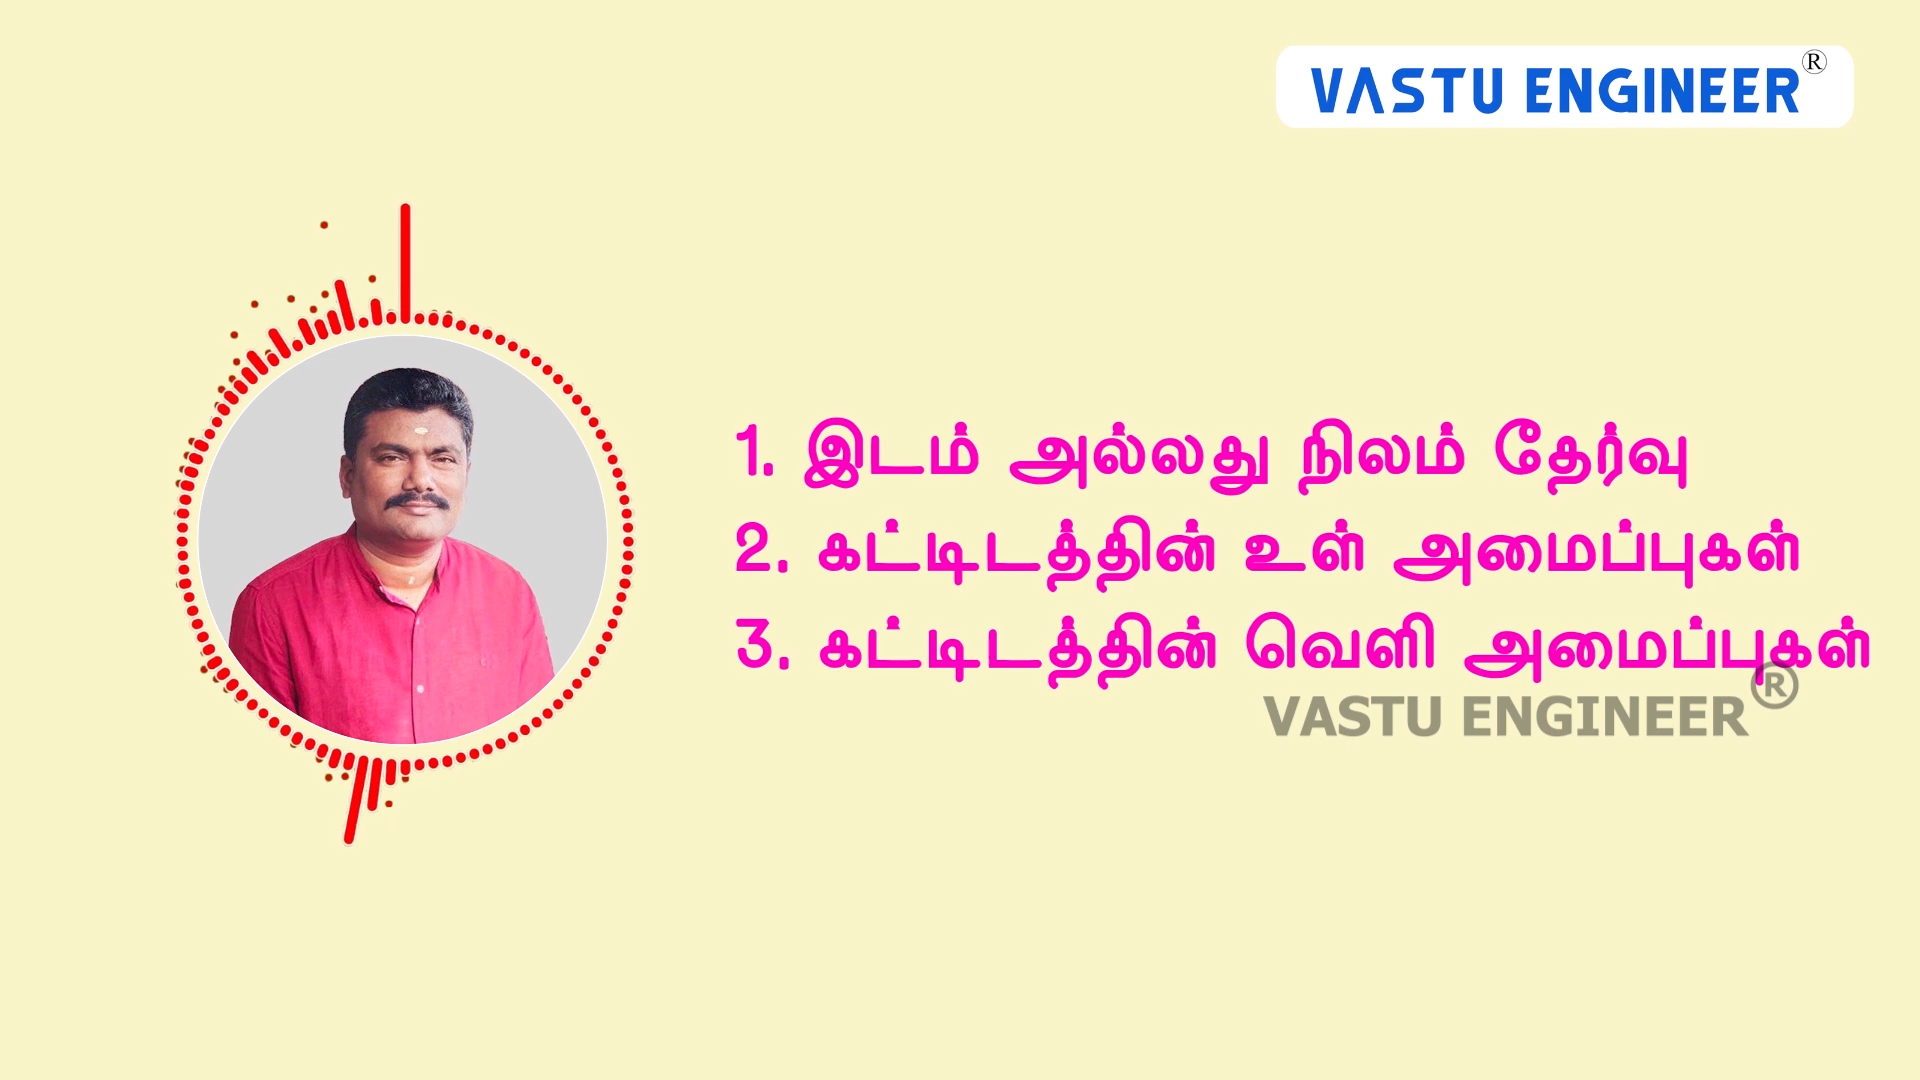 VASTU ENGINEER®
1. இடம் அல்லது நிலம் தேர்வு
2. கட்டிடத்தின் உள் அமைப்புகள்
3. கட்டிடத்தின் வெளி அமைப்புகள்
VASTU ENGINEER®